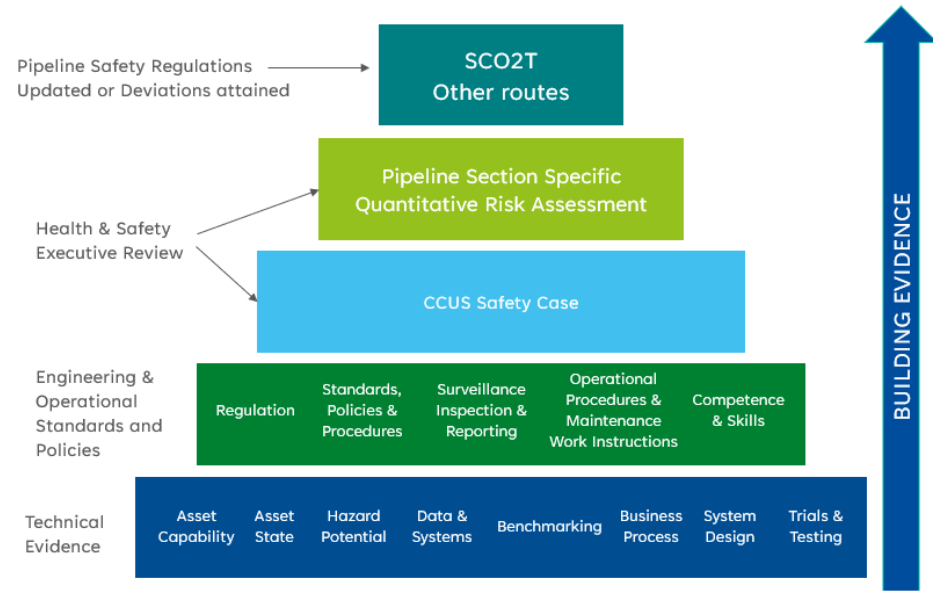 Pipeline Safety Regulations
Updated or Deviations attained
SCO2T
Other routes
Pipeline Section Specific
Quantitative Risk Assessment
Health & Safety
Executive Review
CCUS Safety Case
Engineering &
Operational
Standards and
Policies
Regulation
Standards,
Policies &
Procedures
Surveillance
Inspection &
Reporting
Operational
Procedures &
Maintenance
Work Instructions
Competence
& Skills
Technical
Evidence
Asset
Capability
Asset
State
Hazard
Potential
Data &
Systems
Benchmarking
Business
Process
System
Design
Trials &
Testing
BUILDING EVIDENCE